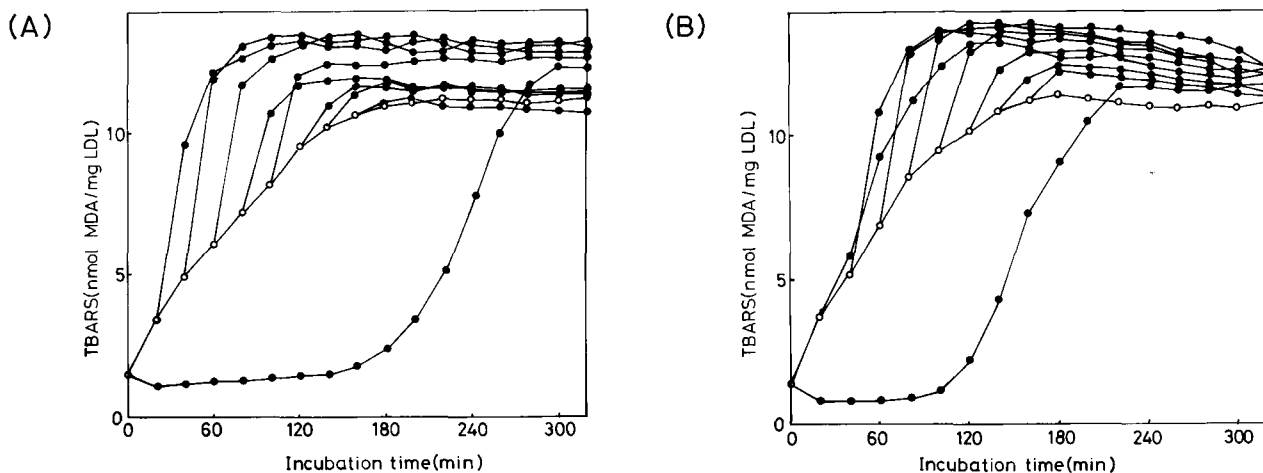 (A)
TBARS(nmol MDA/mg LDL)
10
5
0
0 60 120 180 240 300
Incubation time(min)
(B)
TBARS(nmol MDA/mg LDL)
10
5
0
0 60 120 180 240 300
Incubation time(min)